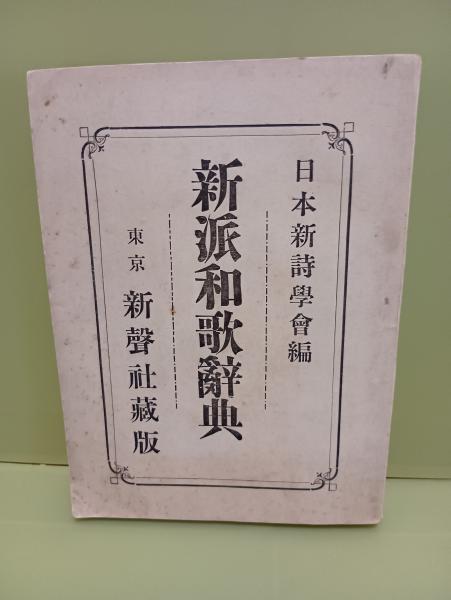 日本新詩學會編
新派和歌辭典
東京 新聲社藏版